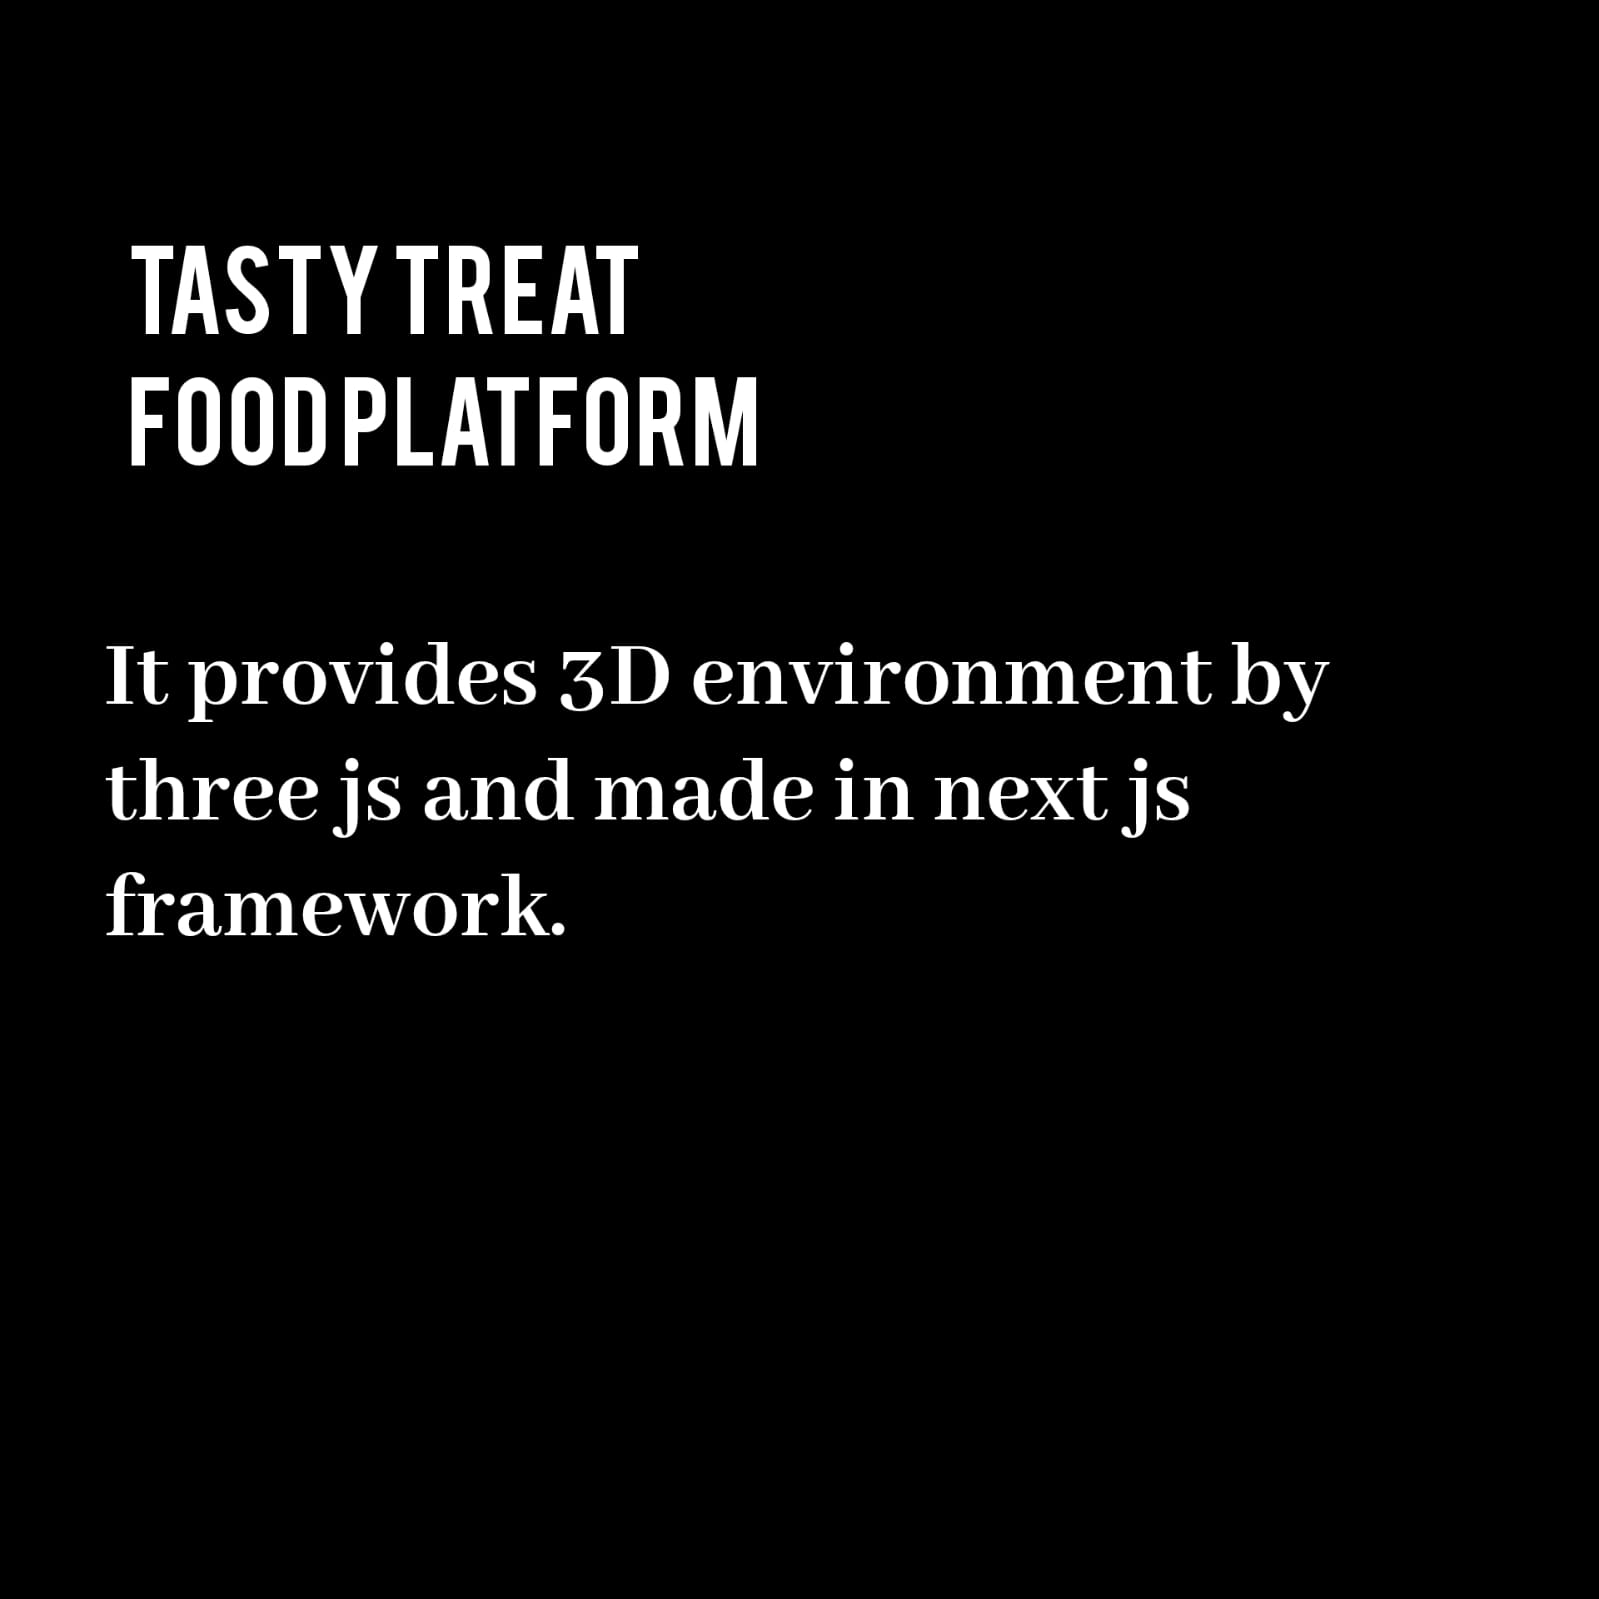 TASTY TREAT
FOOD PLATFORM
It provides 3D environment by
three js and made in next js
framework.